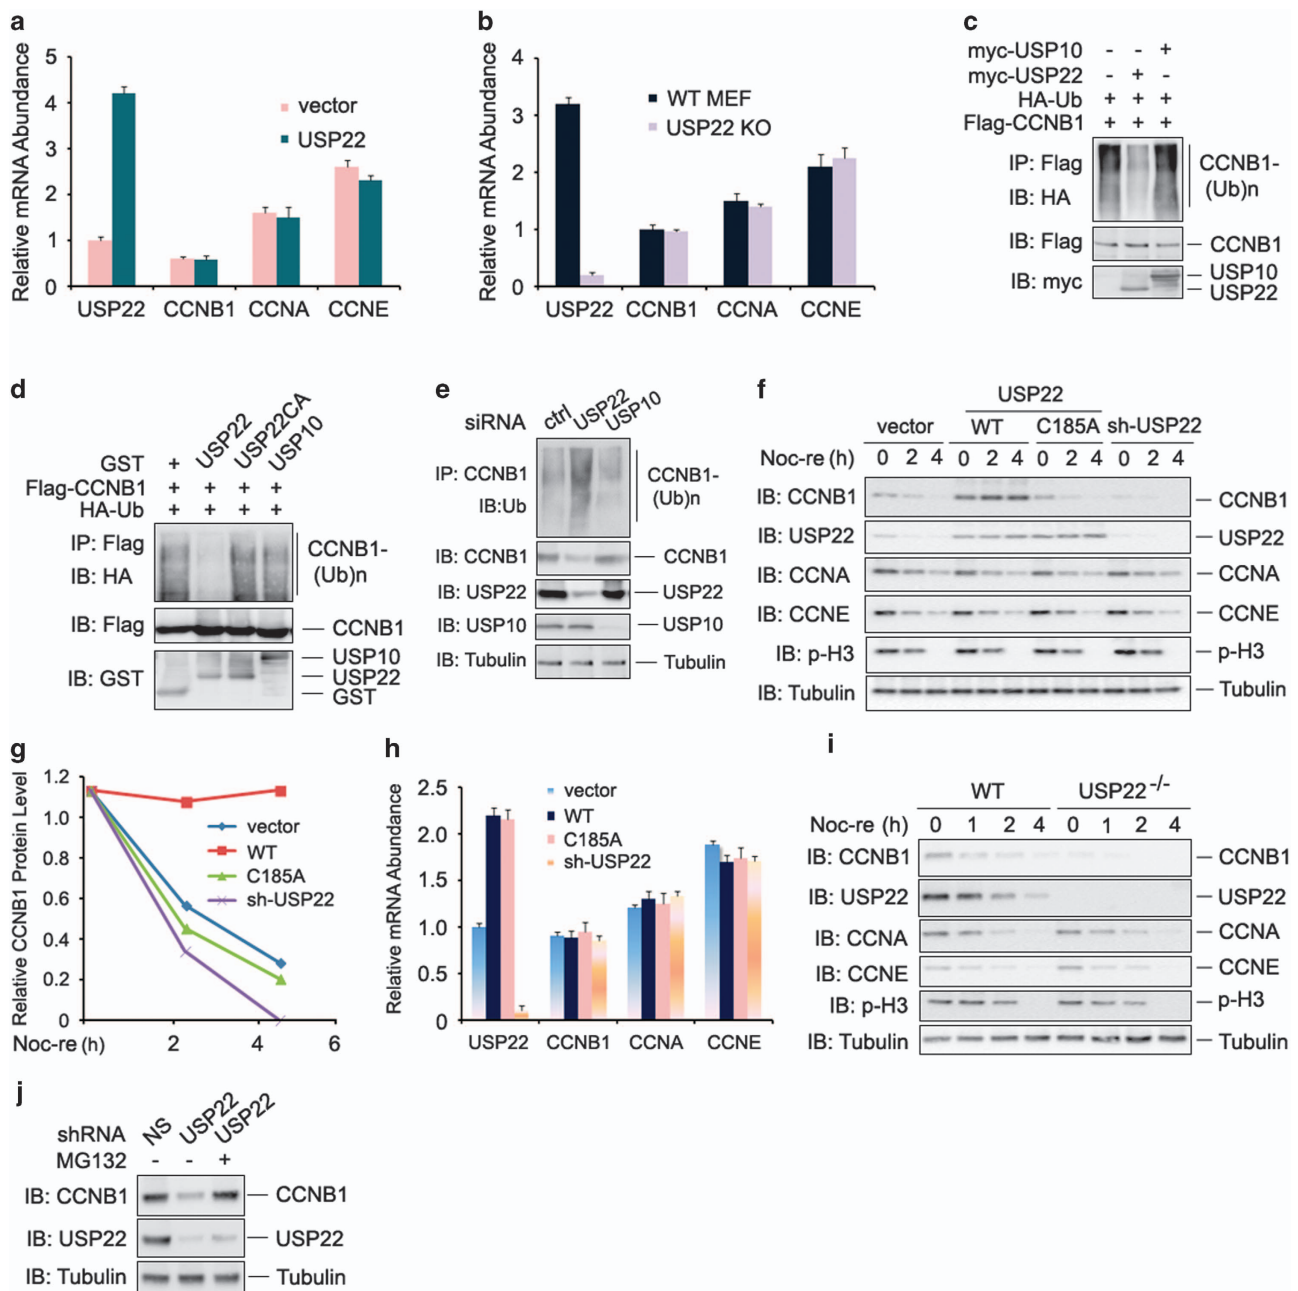 a
Relative mRNA Abundance
5
4
3
2
1
0
vector
USP22
USP22 CCNB1 CCNA CCNE
b
Relative mRNA Abundance
4
3
2
1
0
WT MEF
USP22 KO
USP22 CCNB1 CCNA CCNE
c
myc-USP10 - - +
myc-USP22 - + -
HA-Ub + + +
Flag-CCNB1 + + +
IP: Flag
IB: HA
CCNB1-
(Ub)n
IB: Flag CCNB1
IB: myc
USP10
USP22
d
USP22 USP22CA USP10
GST +
Flag-CCNB1 + + + +
HA-Ub + + + +
IP: Flag
IB: HA
CCNB1-
(Ub)n
IB: Flag CCNB1
IB: GST
USP10
USP22
GST
e
siRNA ctrl USP22 USP10
IP: CCNB1
IB:Ub
CCNB1-
(Ub)n
IB: CCNB1 CCNB1
IB: USP22 USP22
IB: USP10 USP10
IB: Tubulin Tubulin
f
USP22
vector WT C185A sh-USP22
Noc-re (h) 0 2 4 0 2 4 0 2 4 0 2 4
IB: CCNB1 CCNB1
IB: USP22 USP22
IB: CCNA CCNA
IB: CCNE CCNE
IB: p-H3 p-H3
IB: Tubulin Tubulin
g
Relative CCNB1 Protein Level
1.2
1.0
0.8
0.6
0.4
0.2
0
vector
WT
C185A
sh-USP22
Noc-re (h) 2 4 6
h
Relative mRNA Abundance
2.5
2.0
1.5
1.0
0.5
0
vector
WT
C185A
sh-USP22
USP22 CCNB1 CCNA CCNE
i
WT USP22-/-
Noc-re (h) 0 1 2 4 0 1 2 4
IB: CCNB1 CCNB1
IB: USP22 USP22
IB: CCNA CCNA
IB: CCNE CCNE
IB: p-H3 p-H3
IB: Tubulin Tubulin
j
shRNA NS USP22 USP22
MG132 - - +
IB: CCNB1 CCNB1
IB: USP22 USP22
IB: Tubulin Tubulin